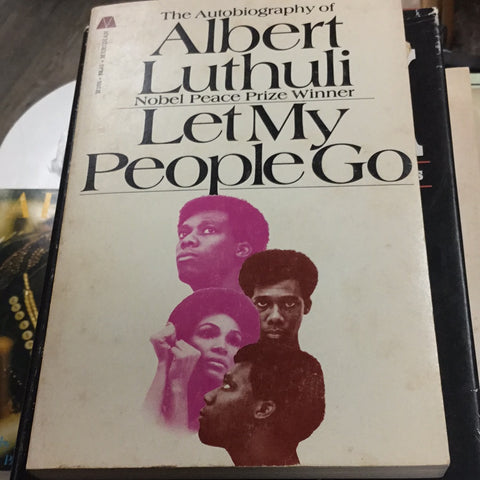 The Autobiography of
Albert
Luthuli
Nobel Peace Prize Winner
Let My
People Go